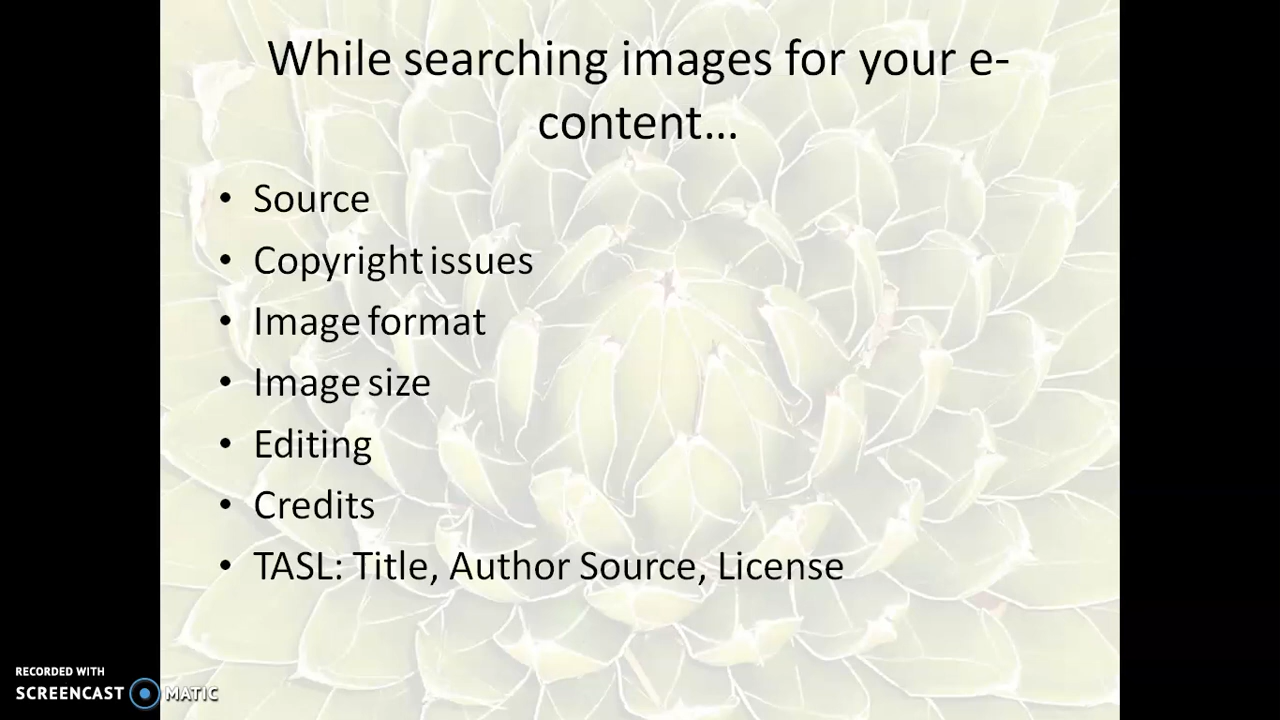 While searching images for your e-
content...
• Source
• Copyright issues
• Image format
• Image size
• Editing
• Credits
• TASL: Title, Author Source, License
RECORDED WITH
SCREENCAST MATIC